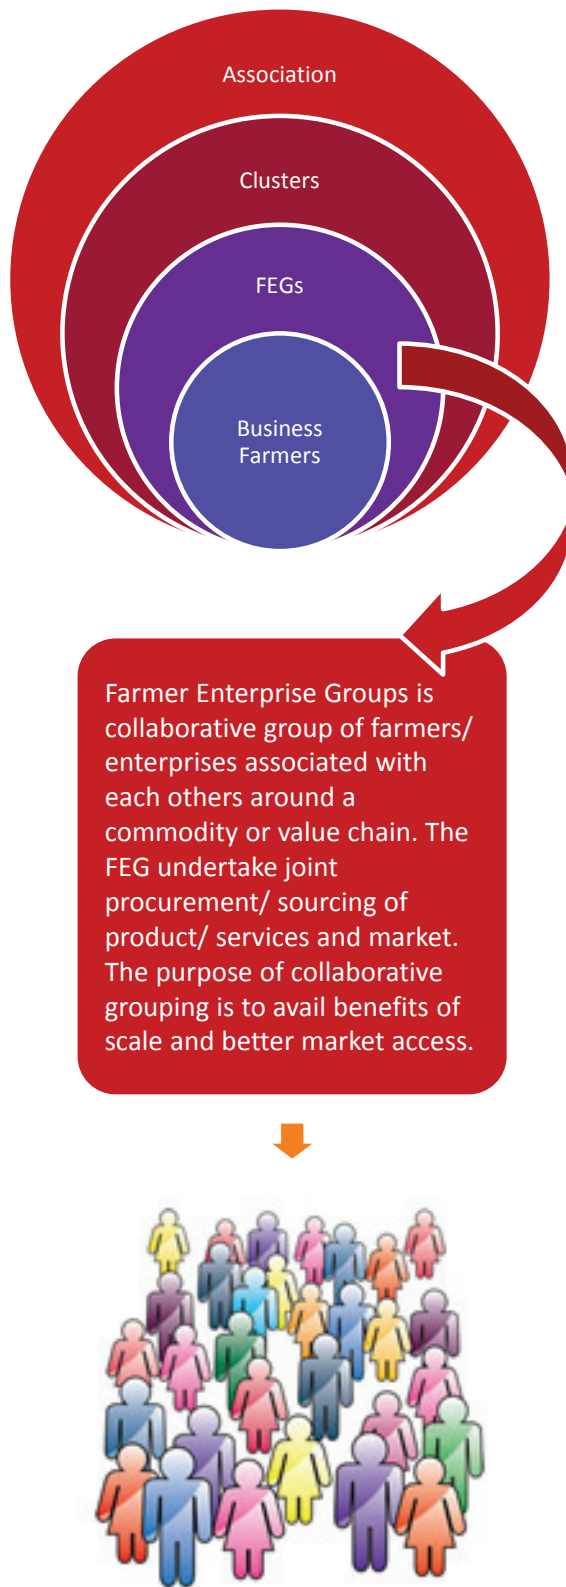 Association
Clusters
FEGs
Business
Farmers
Farmer Enterprise Groups is
collaborative group of farmers/
enterprises associated with
each others around a
commodity or value chain. The
FEG undertake joint
procurement/ sourcing of
product/ services and market.
The purpose of collaborative
grouping is to avail benefits of
scale and better market access.